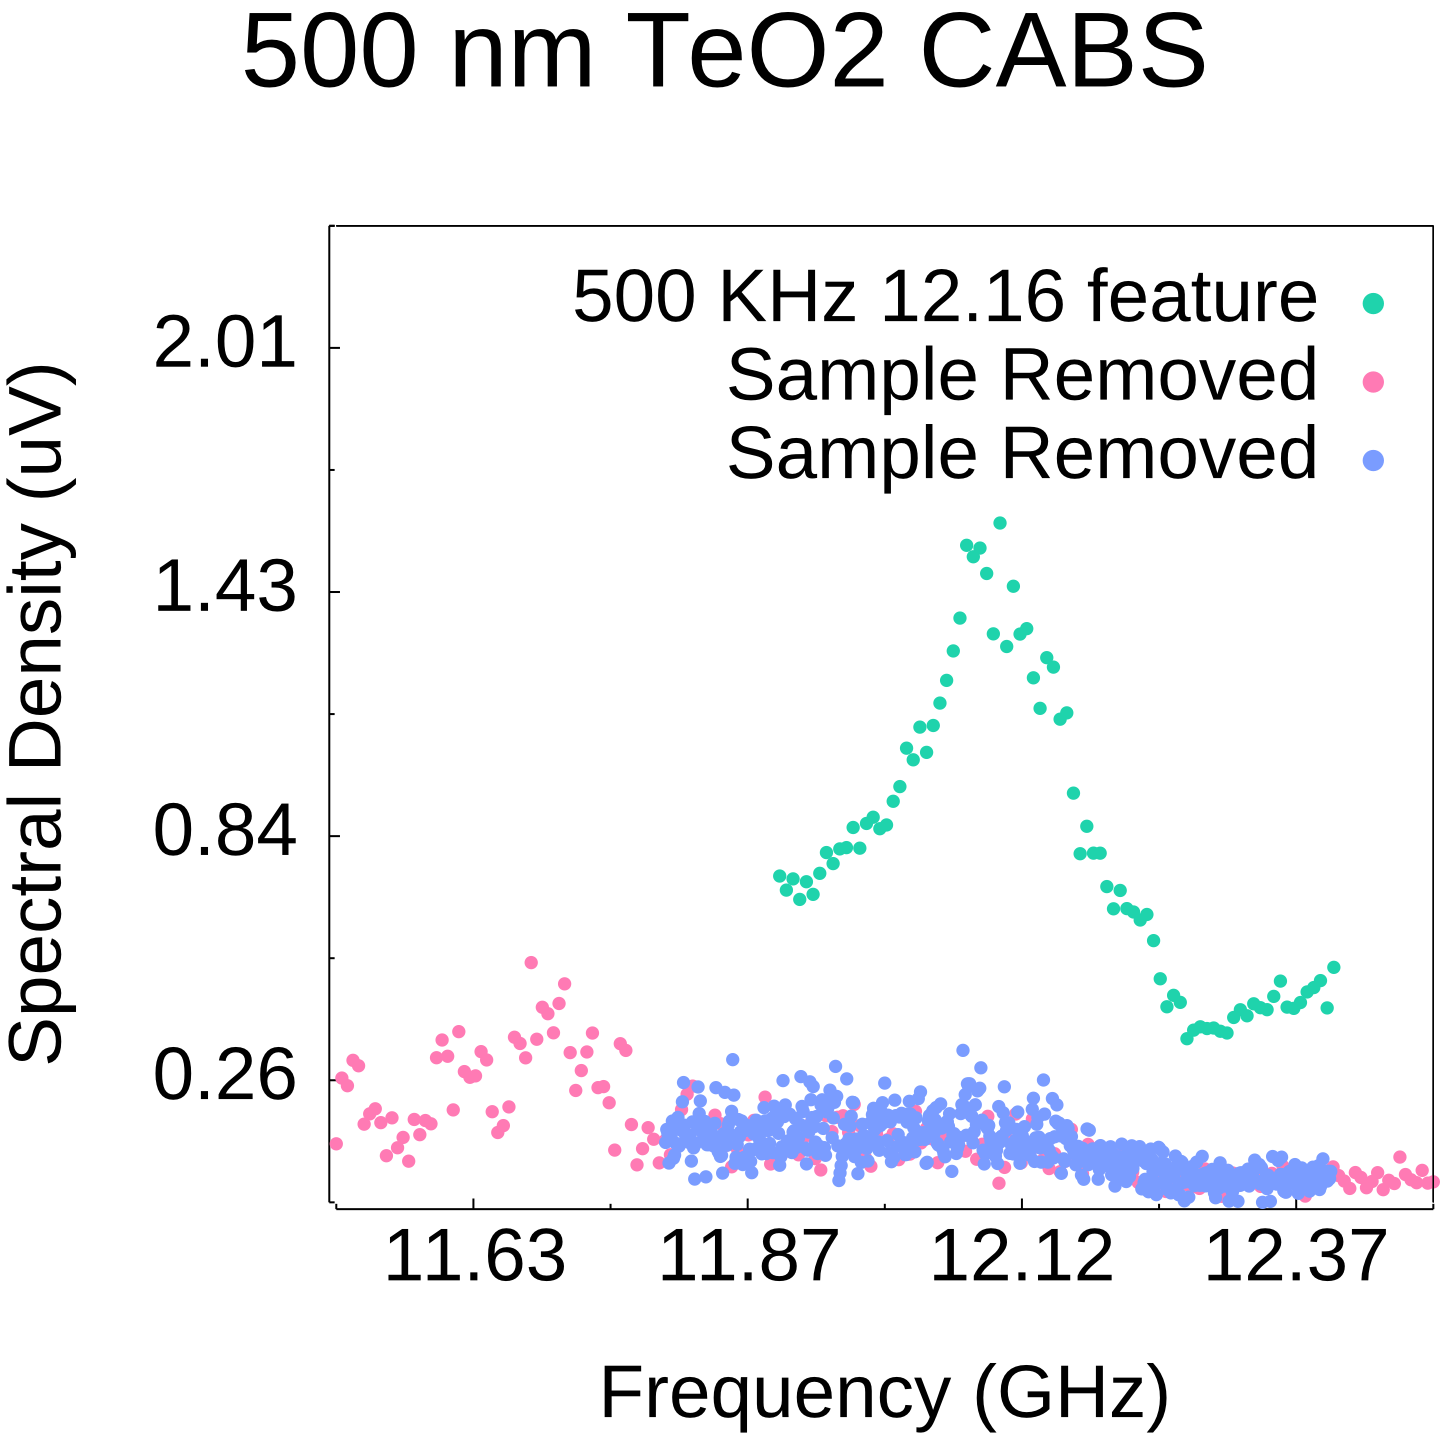 500 nm TeO2 CABS
500 KHz 12.16 feature
Sample Removed
Sample Removed
Spectral Density (uV)
2.01
1.43
0.84
0.26
11.63
11.87
12.12
12.37
Frequency (GHz)